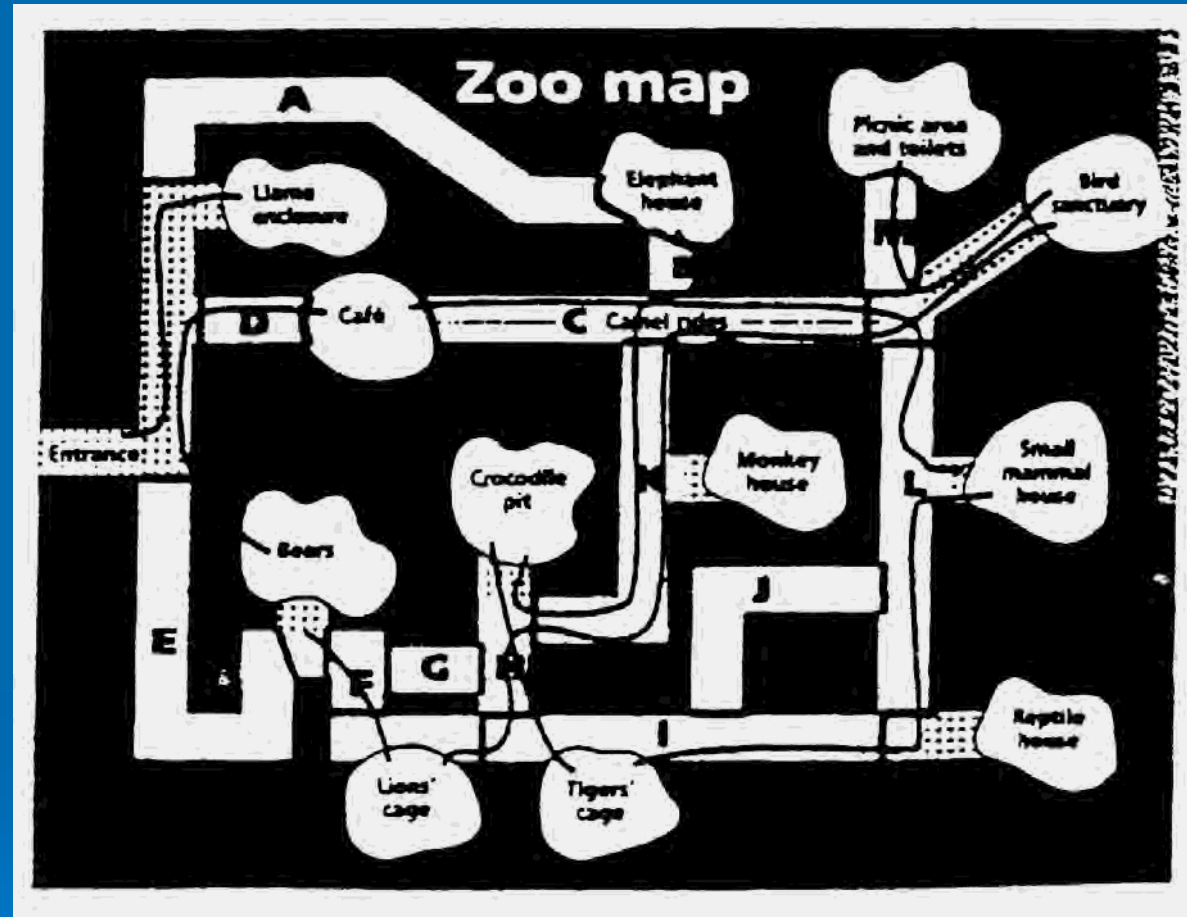 Zoo map
A
Picnic area
and toilets
Elephant
house
Bird
sanctuary
Llama
enclosure
B
M
D
Café
C
Camel rides
Entrance
Crocodile
pit
K
Monkey
house
L
Small
mammal
house
Bears
J
E
F
G
H
I
Reptile
house
Lions'
cage
Tigers'
cage